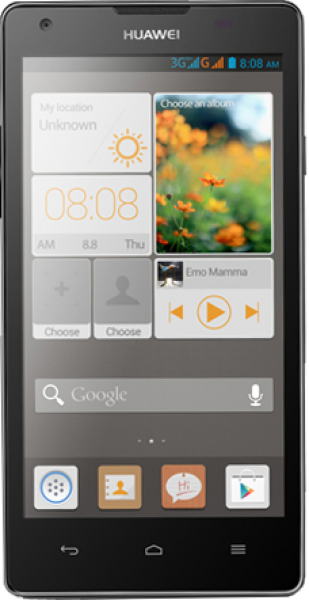 HUAWEI
3G G 8:08 AM
My location
Unknown
Choose an album
08:08
AM 8.8 Thu
Emo Mamma
Choose Choose
Google
Hi